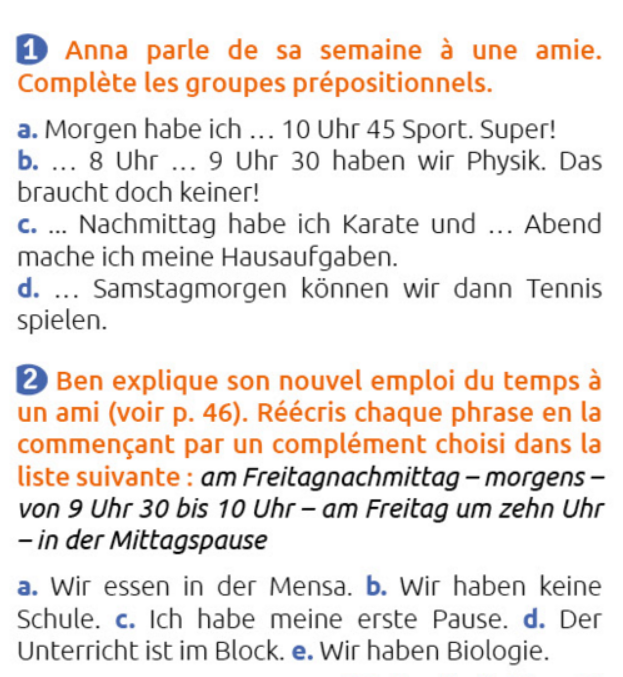 1 Anna parle de sa semaine à une amie.
Complète les groupes prépositionnels.
a. Morgen habe ich ... 10 Uhr 45 Sport. Super!
b. ... 8 Uhr ... 9 Uhr 30 haben wir Physik. Das
braucht doch keiner!
c. ... Nachmittag habe ich Karate und ... Abend
mache ich meine Hausaufgaben.
d. ... Samstagmorgen können wir dann Tennis
spielen.
2 Ben explique son nouvel emploi du temps à
un ami (voir p. 46). Réécris chaque phrase en la
commençant par un complément choisi dans la
liste suivante : am Freitagnachmittag – morgens –
von 9 Uhr 30 bis 10 Uhr – am Freitag um zehn Uhr
– in der Mittagspause
a. Wir essen in der Mensa. b. Wir haben keine
Schule. c. Ich habe meine erste Pause. d. Der
Unterricht ist im Block. e. Wir haben Biologie.